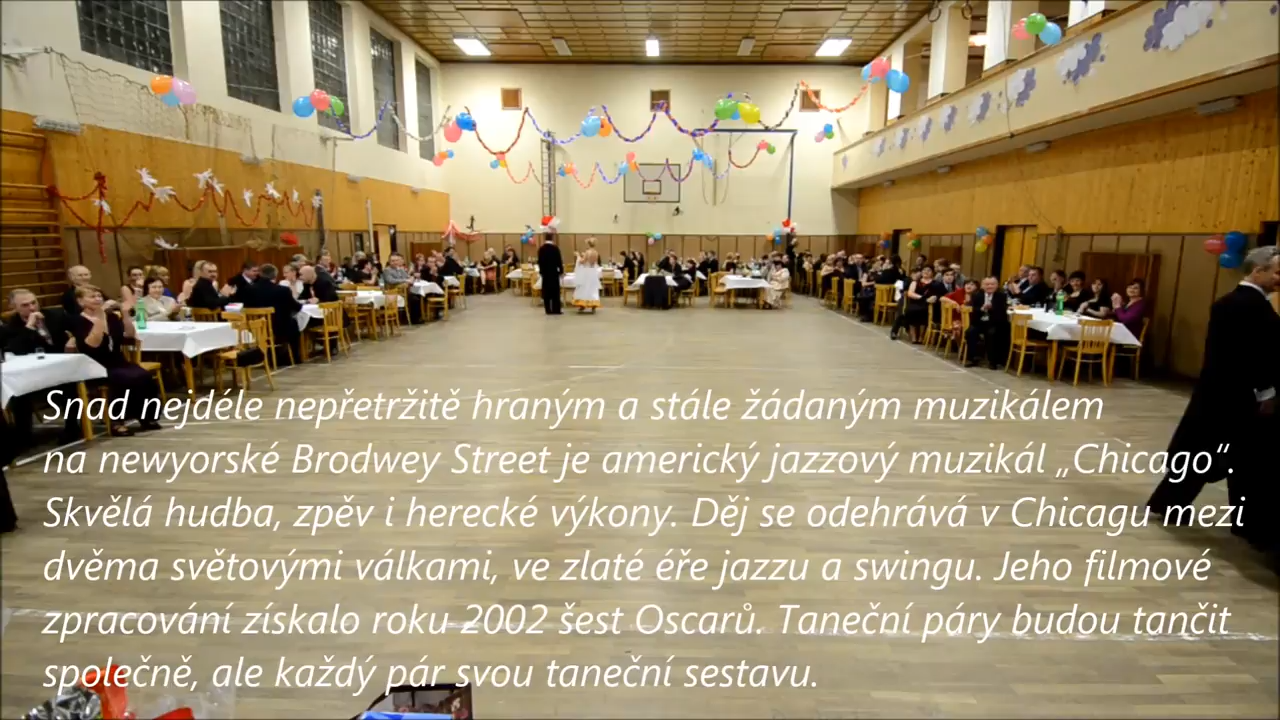 Snad nejdéle nepřetržitě hraným a stále žádaným muzikálem
na newyorské Brodwey Street je americký jazzový muzikál „Chicago“.
Skvělá hudba, zpěv i herecké výkony. Děj se odehrává v Chicagu mezi
dvěma světovými válkami, ve zlaté éře jazzu a swingu. Jeho filmové
zpracování získalo roku 2002 šest Oscarů. Taneční páry budou tančit
společně, ale každý pár svou taneční sestavu.